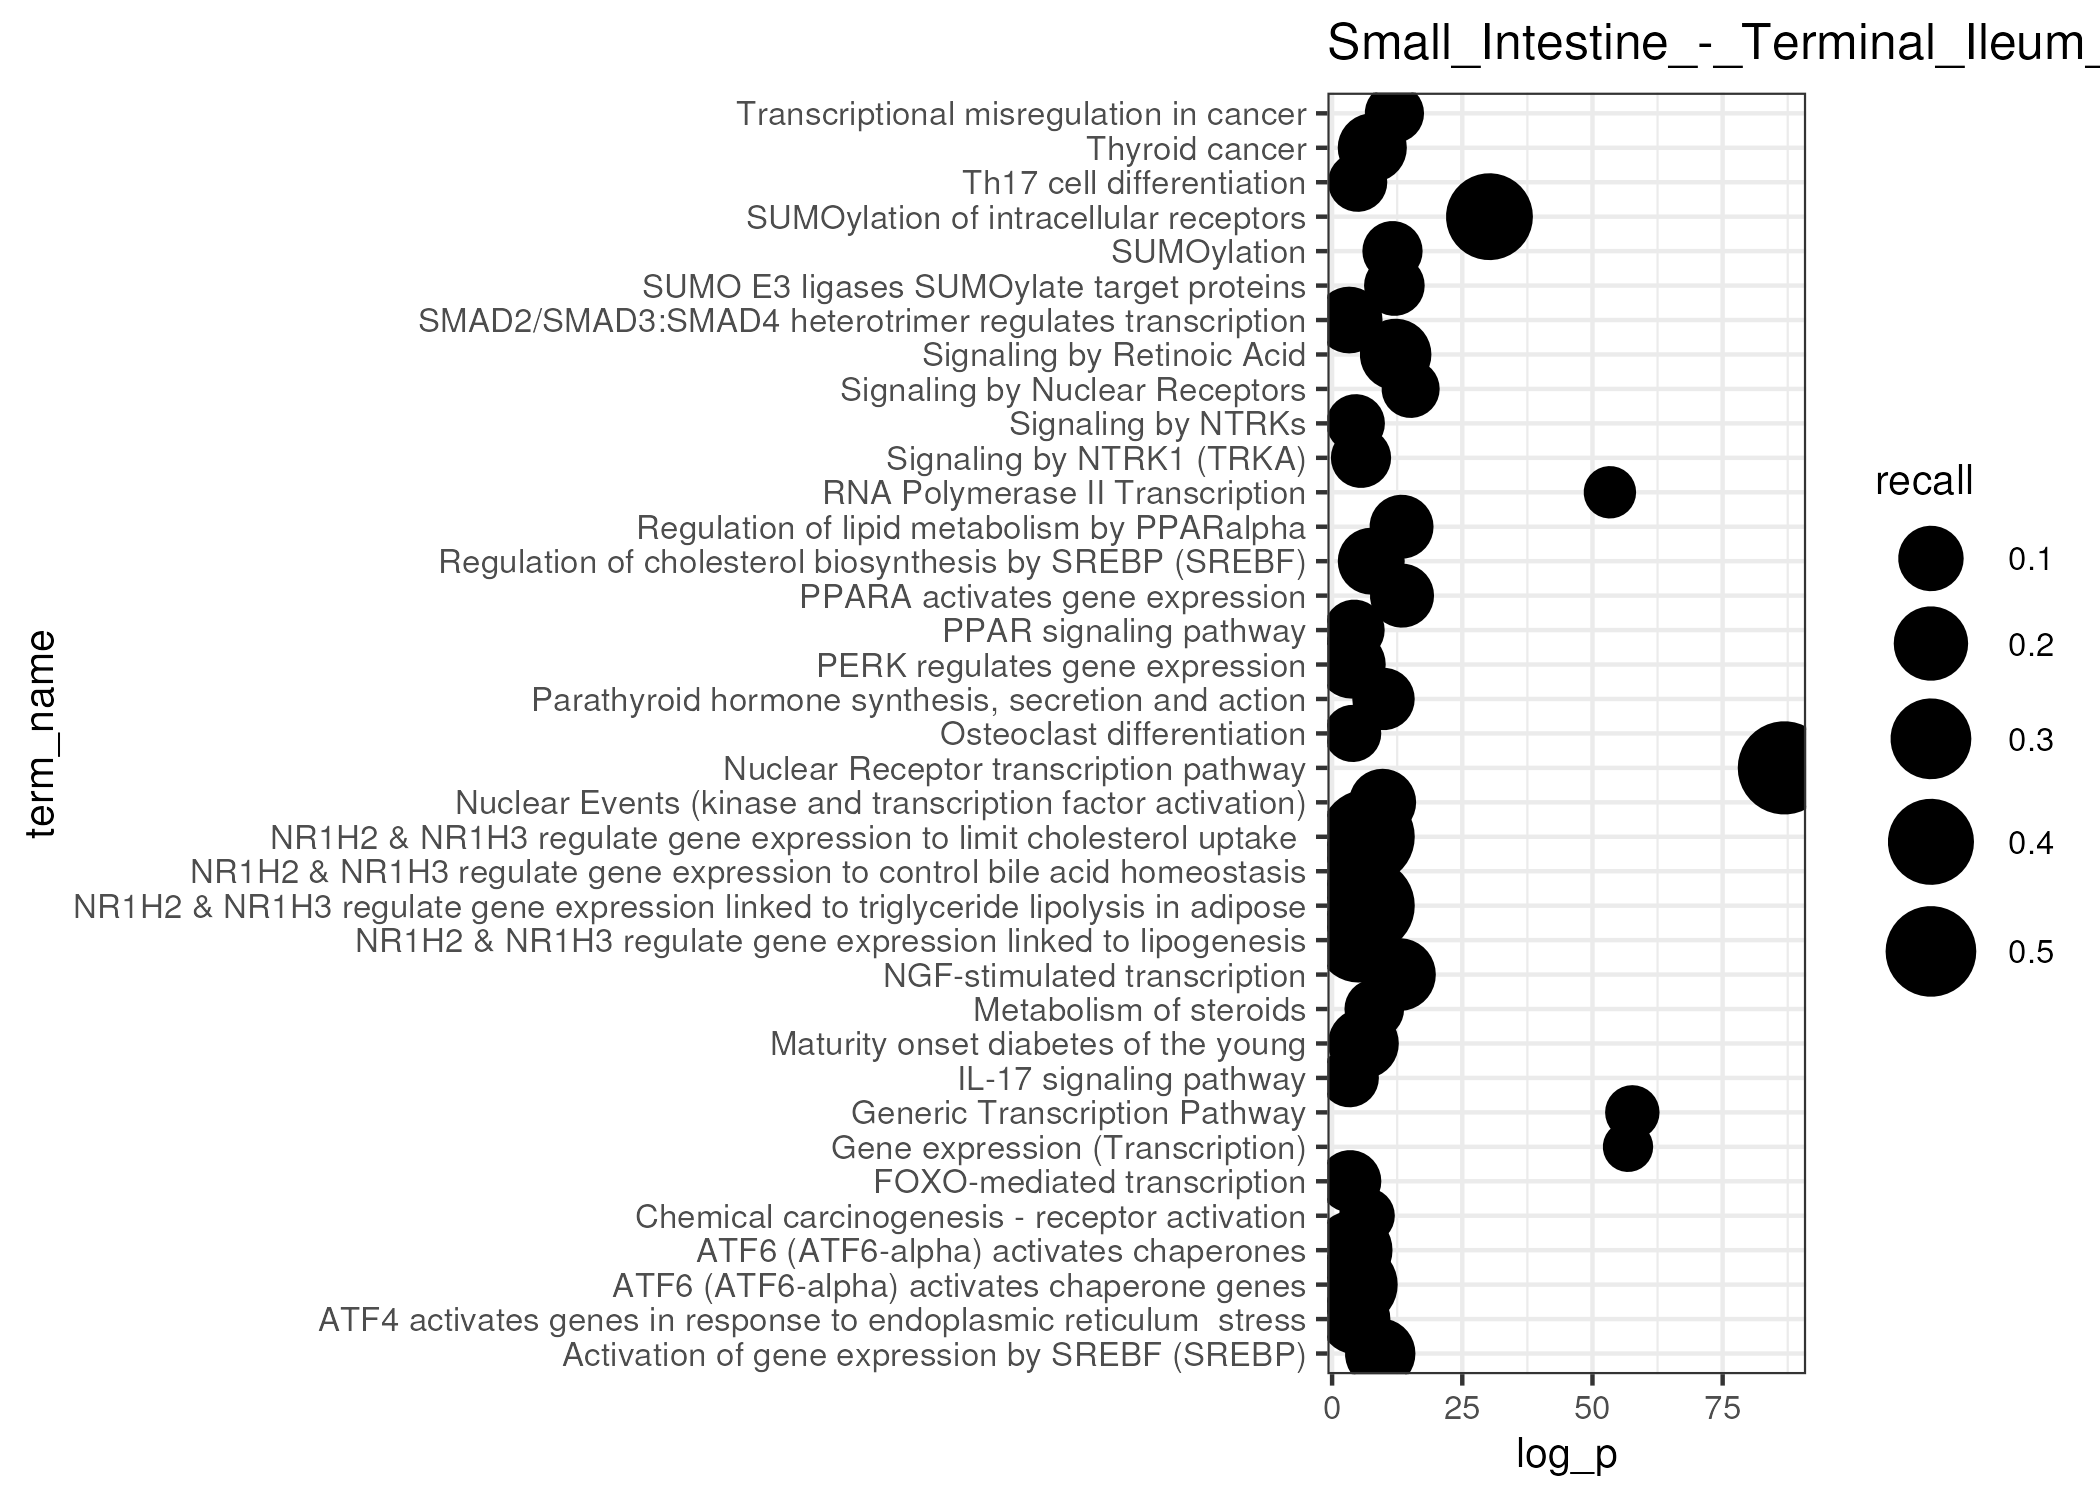 Small_Intestine_-_Terminal_Ileum_
Transcriptional misregulation in cancer
Thyroid cancer
Th17 cell differentiation
SUMOylation of intracellular receptors
SUMOylation
SUMO E3 ligases SUMOylate target proteins
SMAD2/SMAD3:SMAD4 heterotrimer regulates transcription
Signaling by Retinoic Acid
Signaling by Nuclear Receptors
Signaling by NTRKs
Signaling by NTRK1 (TRKA)
RNA Polymerase II Transcription
Regulation of lipid metabolism by PPARalpha
Regulation of cholesterol biosynthesis by SREBP (SREBF)
PPARA activates gene expression
PPAR signaling pathway
PERK regulates gene expression
Parathyroid hormone synthesis, secretion and action
Osteoclast differentiation
Nuclear Receptor transcription pathway
Nuclear Events (kinase and transcription factor activation)
NR1H2 & NR1H3 regulate gene expression to limit cholesterol uptake
NR1H2 & NR1H3 regulate gene expression to control bile acid homeostasis
NR1H2 & NR1H3 regulate gene expression linked to triglyceride lipolysis in adipose
NR1H2 & NR1H3 regulate gene expression linked to lipogenesis
NGF-stimulated transcription
Metabolism of steroids
Maturity onset diabetes of the young
IL-17 signaling pathway
Generic Transcription Pathway
Gene expression (Transcription)
FOXO-mediated transcription
Chemical carcinogenesis - receptor activation
ATF6 (ATF6-alpha) activates chaperones
ATF6 (ATF6-alpha) activates chaperone genes
ATF4 activates genes in response to endoplasmic reticulum  stress
Activation of gene expression by SREBF (SREBP)
term_name
0 25 50 75
log_p
recall
0.1
0.2
0.3
0.4
0.5